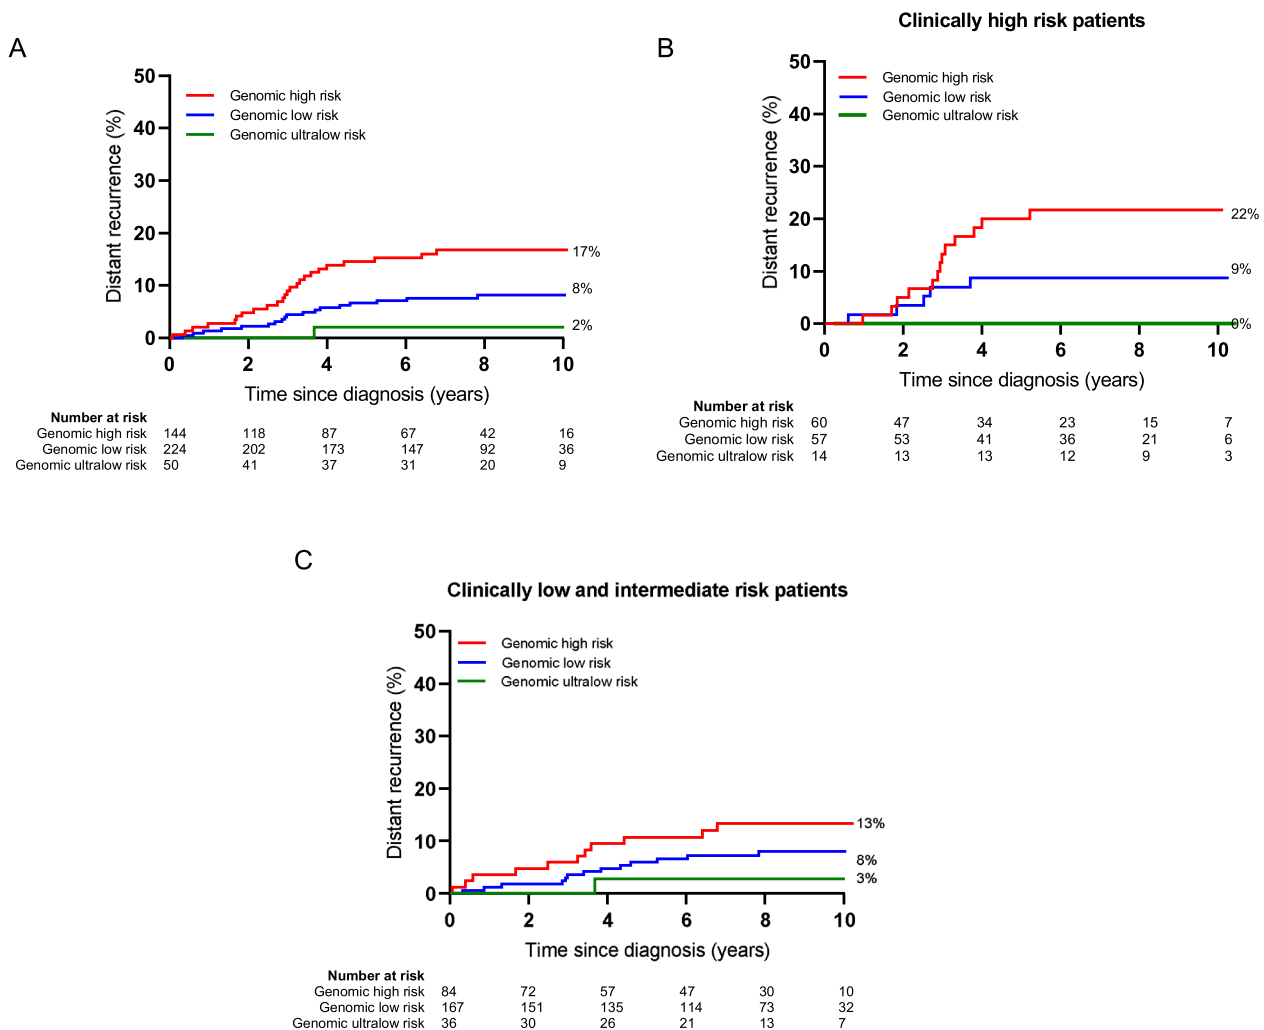 A
50
40
30
20
10
0
Distant recurrence (%)
Genomic high risk
Genomic low risk
Genomic ultralow risk
17%
8%
2%
0 2 4 6 8 10
Time since diagnosis (years)
Number at risk
Genomic high risk 144 118 87 67 42 16
Genomic low risk 224 202 173 147 92 36
Genomic ultralow risk 50 41 37 31 20 9
B
Clinically high risk patients
50
40
30
20
10
0
Distant recurrence (%)
Genomic high risk
Genomic low risk
Genomic ultralow risk
22%
9%
0%
0 2 4 6 8 10
Time since diagnosis (years)
Number at risk
Genomic high risk 60 47 34 23 15 7
Genomic low risk 57 53 41 36 21 6
Genomic ultralow risk 14 13 13 12 9 3
C
Clinically low and intermediate risk patients
50
40
30
20
10
0
Distant recurrence (%)
Genomic high risk
Genomic low risk
Genomic ultralow risk
13%
8%
3%
0 2 4 6 8 10
Time since diagnosis (years)
Number at risk
Genomic high risk 84 72 57 47 30 10
Genomic low risk 167 151 135 114 73 32
Genomic ultralow risk 36 30 26 21 13 7